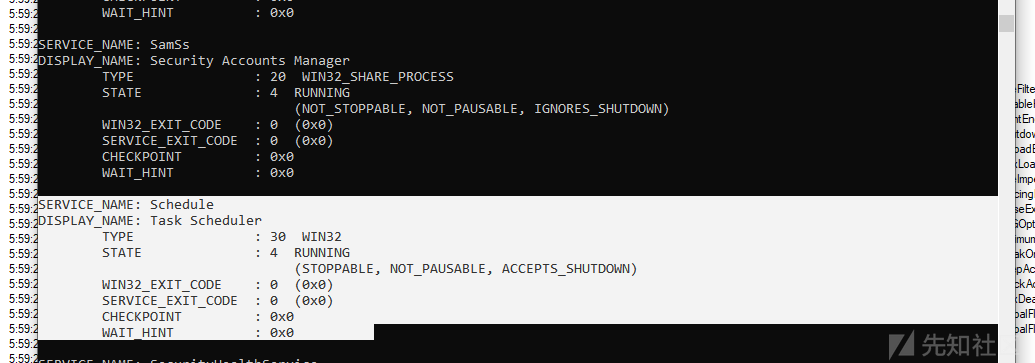 WAIT_HINT : 0x0
SERVICE_NAME: SamSs
DISPLAY_NAME: Security Accounts Manager
TYPE : 20 WIN32_SHARE_PROCESS
STATE : 4 RUNNING
(NOT_STOPPABLE, NOT_PAUSABLE, IGNORES_SHUTDOWN)
WIN32_EXIT_CODE : 0 (0x0)
SERVICE_EXIT_CODE : 0 (0x0)
CHECKPOINT : 0x0
WAIT_HINT : 0x0
SERVICE_NAME: Schedule
DISPLAY_NAME: Task Scheduler
TYPE : 30 WIN32
STATE : 4 RUNNING
(STOPPABLE, NOT_PAUSABLE, ACCEPTS_SHUTDOWN)
WIN32_EXIT_CODE : 0 (0x0)
SERVICE_EXIT_CODE : 0 (0x0)
CHECKPOINT : 0x0
WAIT_HINT : 0x0
先知社